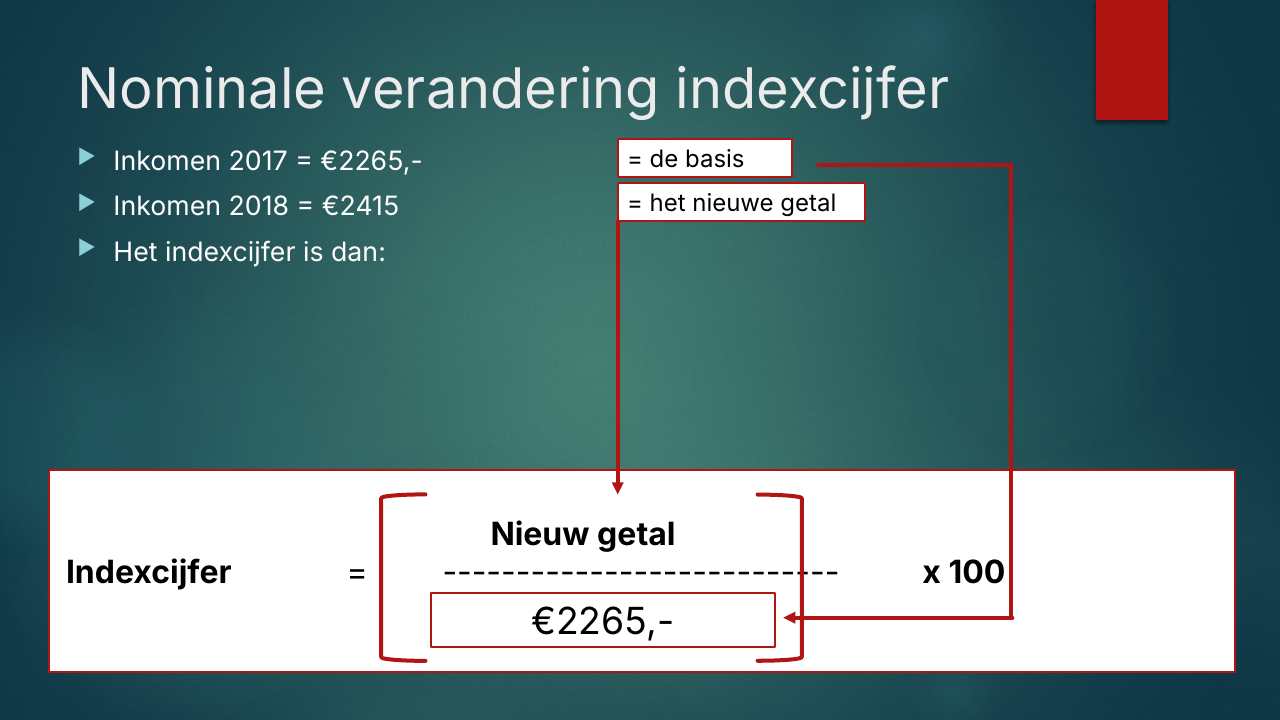 Nominale verandering indexcijfer
Inkomen 2017 = €2265,-
= de basis
Inkomen 2018 = €2415
= het nieuwe getal
Het indexcijfer is dan:
Nieuw getal
Indexcijfer = --------------------------- x 100
€2265,-